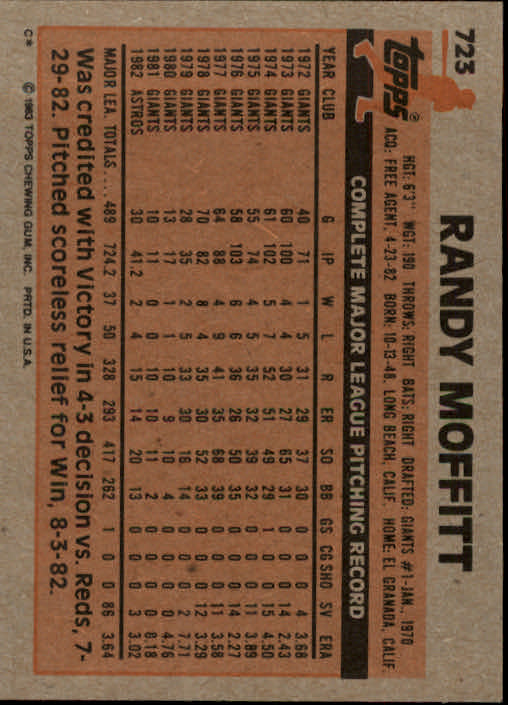 723
RANDY MOFFITT
topps®
HGT: 6'3" WGT: 190 THROWS: RIGHT BATS: RIGHT DRAFTED: GIANTS #1-JAN., 1970
ACQ: FREE AGENT, 4-23-82 BORN: 10-13-48, LONG BEACH, CALIF. HOME: EL GRANADA, CALIF.
COMPLETE MAJOR LEAGUE PITCHING RECORD
YEAR CLUB G IP W L R ER SO BB GS CG SHO SV ERA
1972 GIANTS 40 71 1 5 31 29 37 30 0 0 0 4 3.68
1973 GIANTS 60 100 4 4 30 27 65 31 0 0 0 14 2.43
1974 GIANTS 61 102 5 7 52 51 49 29 1 0 0 15 4.50
1975 GIANTS 55 74 4 5 35 32 39 32 0 0 0 11 3.89
1976 GIANTS 58 103 6 6 36 26 50 35 0 0 0 14 2.27
1977 GIANTS 64 88 4 9 41 35 68 39 0 0 0 11 3.58
1978 GIANTS 70 82 8 4 35 30 52 33 0 0 0 12 3.29
1979 GIANTS 28 35 2 5 33 30 16 14 0 0 0 2 7.71
1980 GIANTS 13 17 1 1 10 9 10 4 0 0 0 0 4.76
1981 GIANTS 10 11 0 0 10 10 11 2 0 0 0 0 8.18
1982 ASTROS 30 41.2 2 4 15 14 20 13 0 0 0 3 3.02
MAJOR LEA. TOTALS .... 489 724.2 37 50 328 293 417 262 1 0 0 86 3.64
Was credited with Victory in 4-3 decision vs. Reds, 7-
29-82. Pitched scoreless relief for Win, 8-3-82.
C* © 1983 TOPPS CHEWING GUM, INC. PRTD. IN U.S.A.